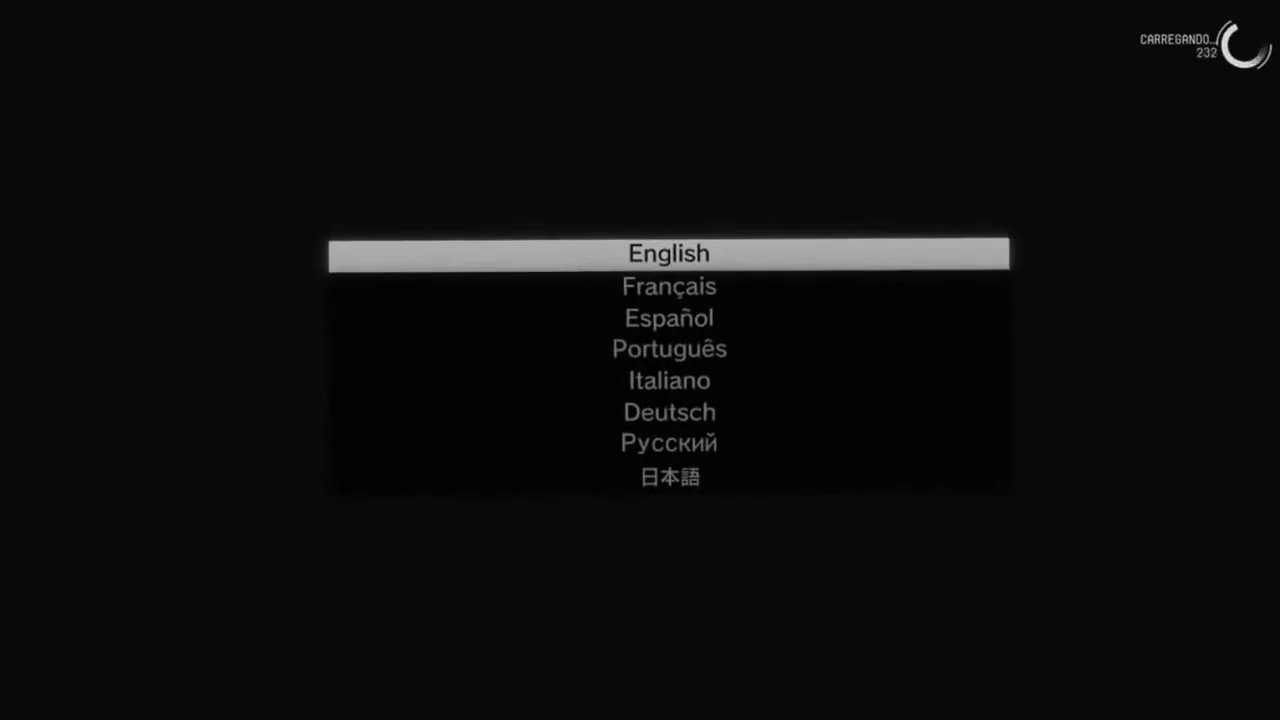 CARREGANDO...
232
English
Français
Español
Português
Italiano
Deutsch
Русский
日本語